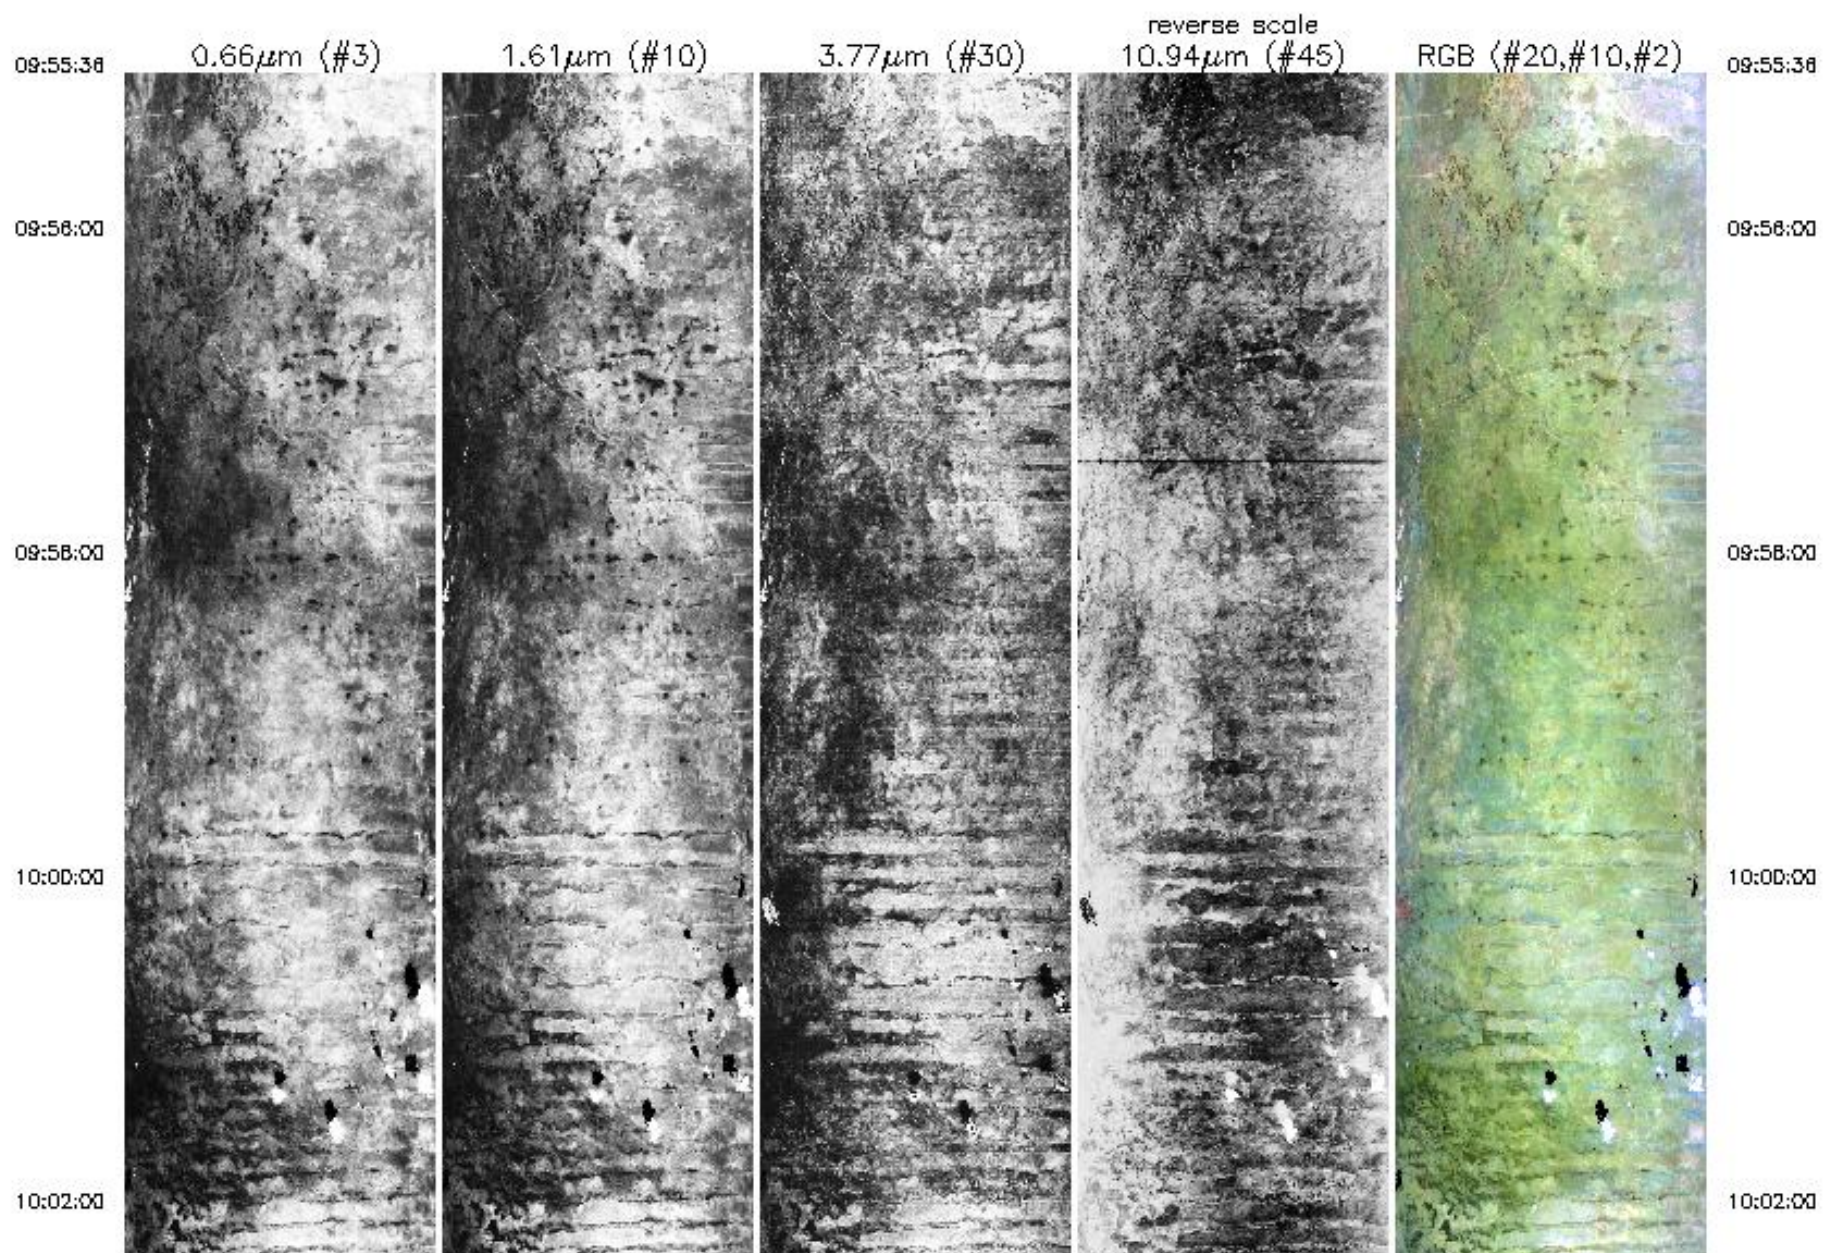 reverse scale
0.66μm (#3) 1.61μm (#10) 3.77μm (#30) 10.94μm (#45) RGB (#20,#10,#2)
09:55:36 09:55:36
09:56:00 09:56:00
09:58:00 09:58:00
10:00:00 10:00:00
10:02:00 10:02:00